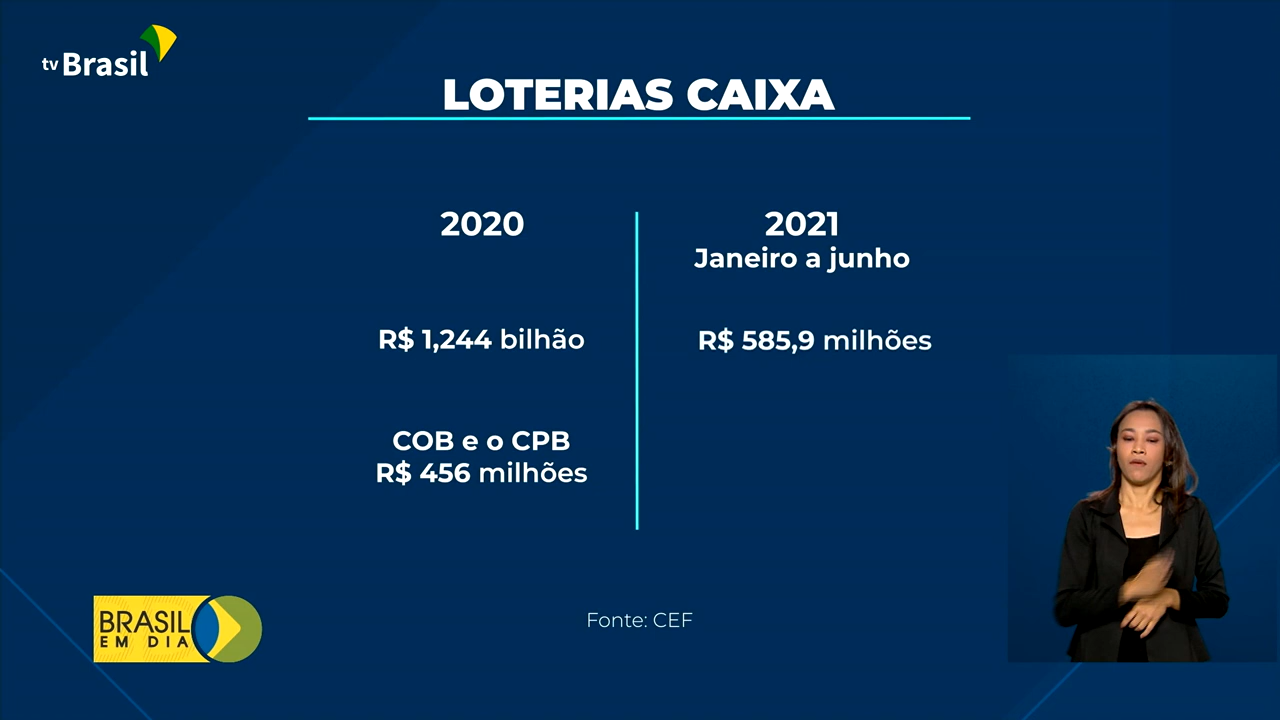 tv Brasil
LOTERIAS CAIXA
2020
R$ 1,244 bilhão
COB e o CPB
R$ 456 milhões
2021
Janeiro a junho
R$ 585,9 milhões
BRASIL
EM DIA
Fonte: CEF